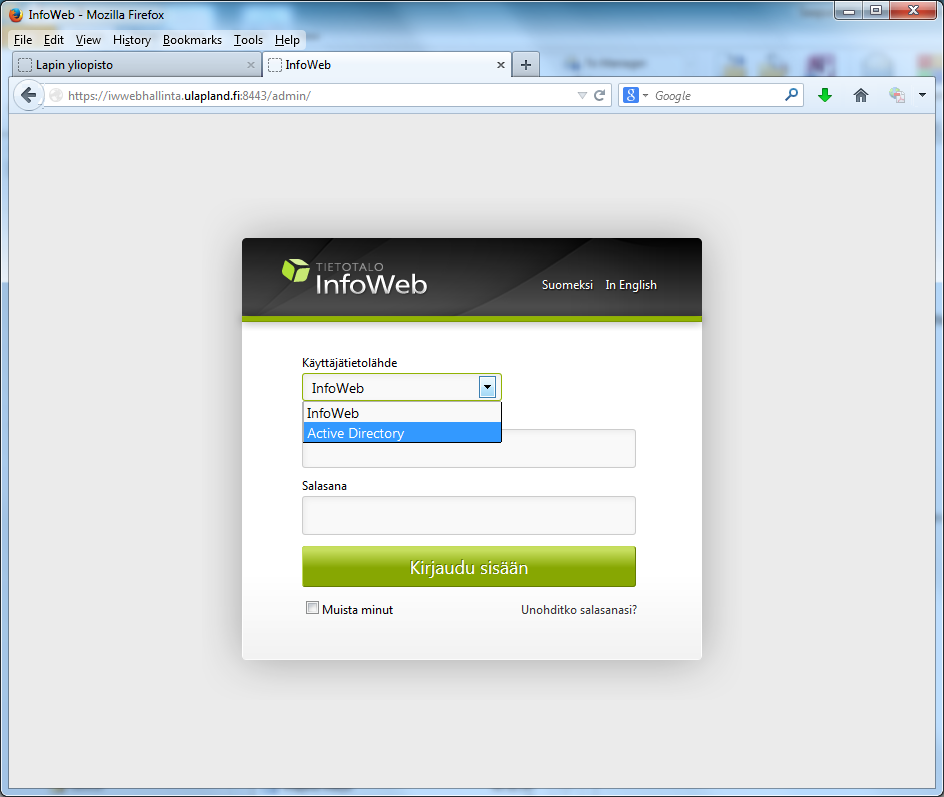 InfoWeb - Mozilla Firefox
File Edit View History Bookmarks Tools Help
Lapin yliopisto
InfoWeb
https://iwwebhallinta.ulapland.fi:8443/admin/
8 Google
TIETOTALO
InfoWeb
Suomeksi In English
Käyttäjätietolähde
InfoWeb
InfoWeb
Active Directory
Salasana
Kirjaudu sisään
Muista minut
Unohditko salasanasi?